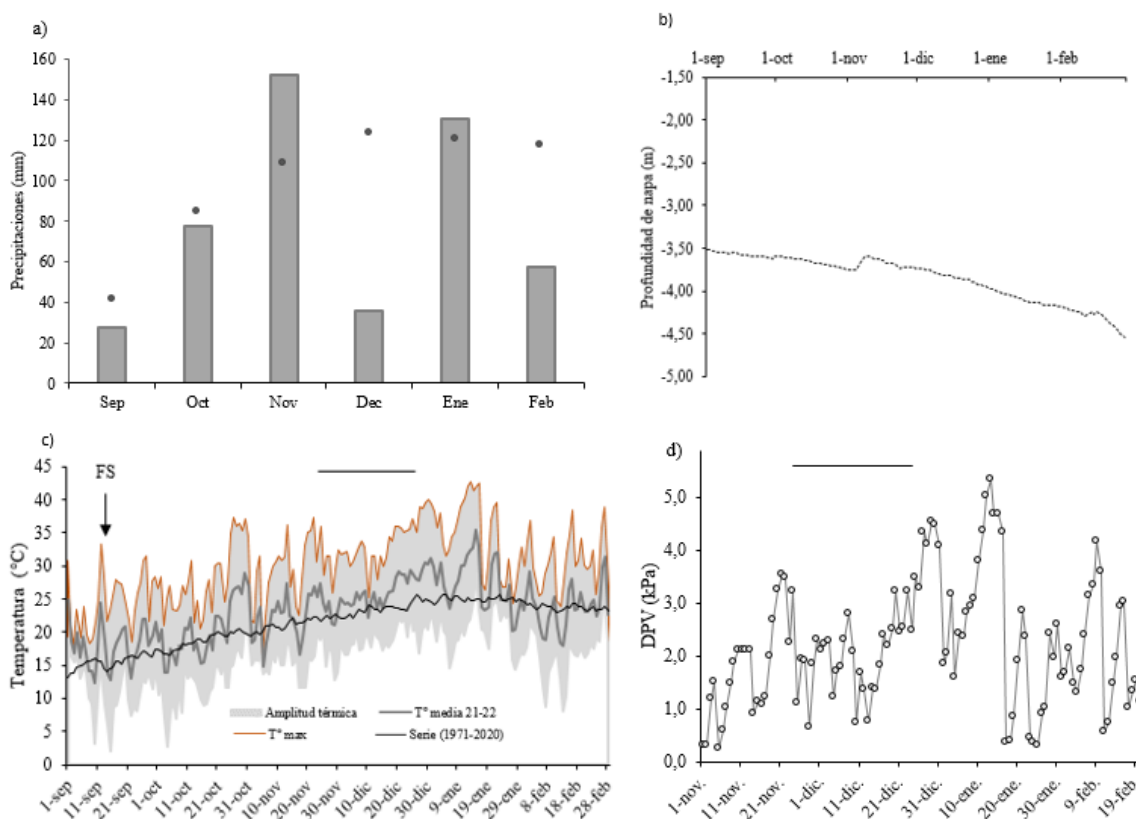 a)
Precipitaciones (mm)
160
140
120
100
80
60
40
20
0
Sep Oct Nov Dec Ene Feb
b)
1-sep 1-oct 1-nov 1-dic 1-ene 1-feb
Profundidad de napa (m)
-1,50
-2,00
-2,50
-3,00
-3,50
-4,00
-4,50
-5,00
c)
FS
Temperatura (°C)
45
40
35
30
25
20
15
10
5
0
Amplitud térmica
T° media 21-22
T° max
Serie (1971-2020)
1-sep 11-sep 21-sep 1-oct 11-oct 21-oct 31-oct 10-nov 20-nov 30-nov 10-dic 20-dic 30-dic 9-ene 19-ene 29-ene 8-feb 18-feb 28-feb
d)
DPV (kPa)
5,0
4,0
3,0
2,0
1,0
0,0
1-nov. 11-nov. 21-nov. 1-dic. 11-dic. 21-dic. 31-dic. 10-ene. 20-ene. 30-ene. 9-feb. 19-feb.